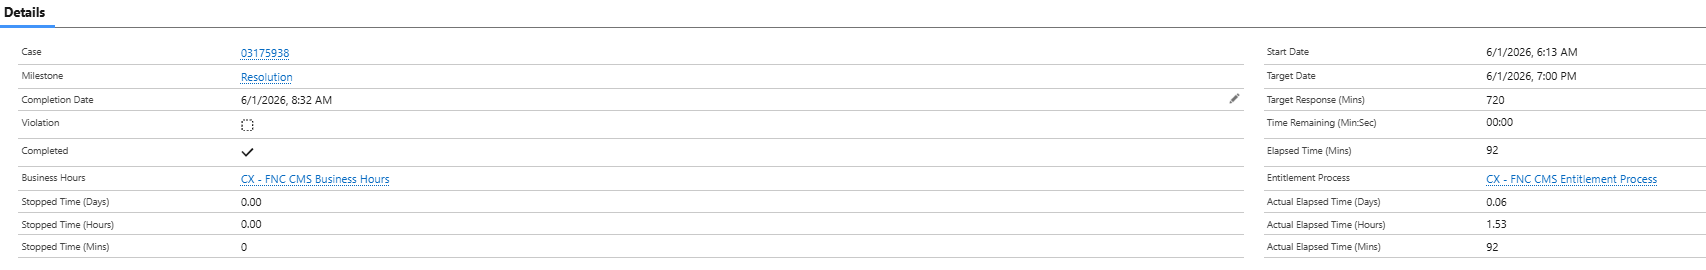 Details
Case 03175938
Milestone Resolution
Completion Date 6/1/2026, 8:32 AM
Violation
Completed
Business Hours CX - FNC CMS Business Hours
Stopped Time (Days) 0.00
Stopped Time (Hours) 0.00
Stopped Time (Mins) 0
Start Date 6/1/2026, 6:13 AM
Target Date 6/1/2026, 7:00 PM
Target Response (Mins) 720
Time Remaining (Min:Sec) 00:00
Elapsed Time (Mins) 92
Entitlement Process CX - FNC CMS Entitlement Process
Actual Elapsed Time (Days) 0.06
Actual Elapsed Time (Hours) 1.53
Actual Elapsed Time (Mins) 92